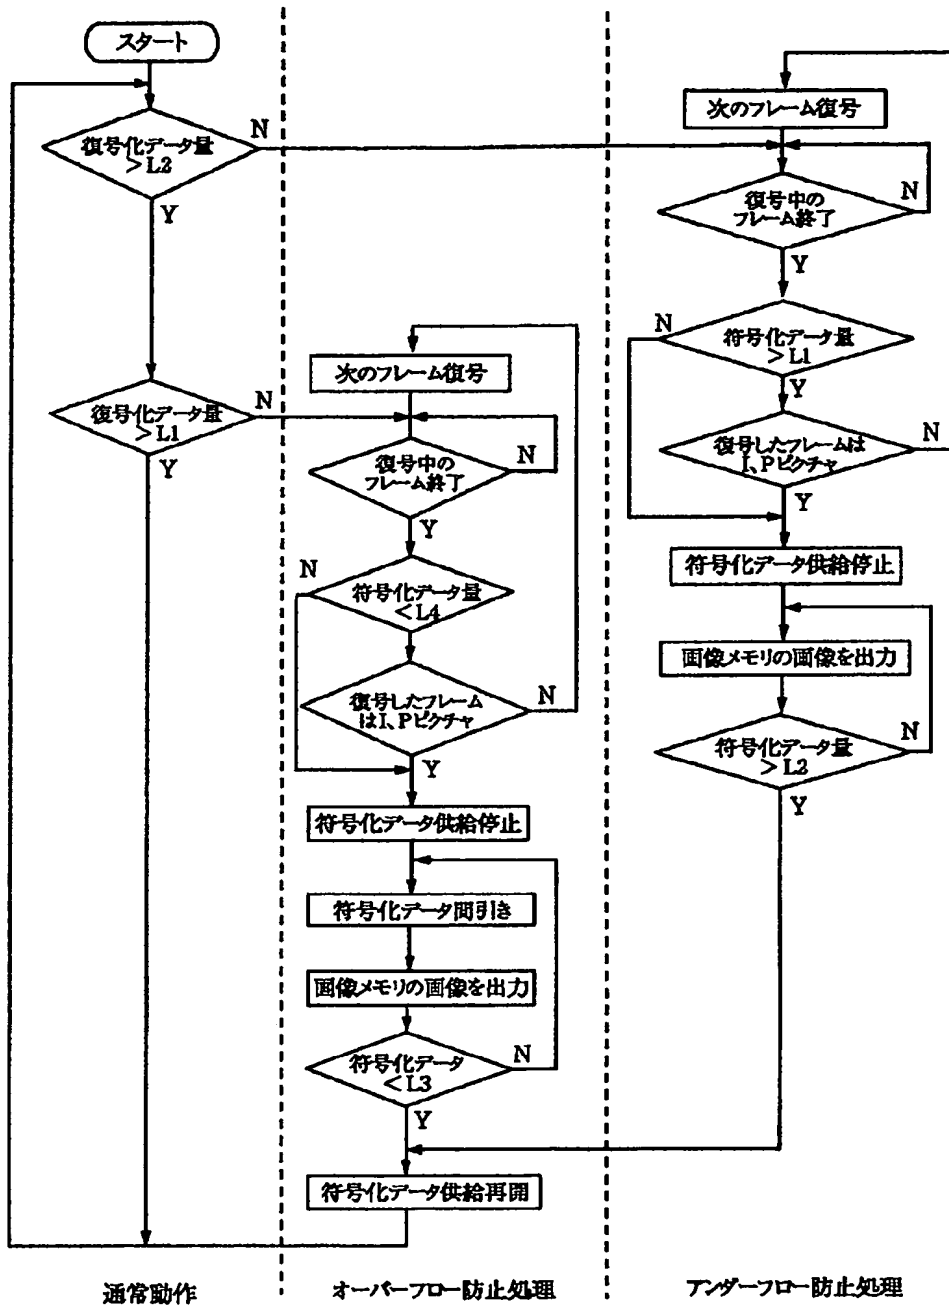 スタート
復号化データ量
>L2
N
Y
復号化データ量
>L1
N
Y
通常動作
次のフレーム復号
復号中の
フレーム終了
N
Y
符号化データ量
<L4
N
復号したフレーム
はI、Pピクチャ
N
Y
符号化データ供給停止
符号化データ間引き
画像メモリの画像を出力
符号化データ
<L3
N
Y
符号化データ供給再開
オーバーフロー防止処理
次のフレーム復号
復号中の
フレーム終了
N
Y
符号化データ量
>L1
N
Y
復号したフレームは
I、Pピクチャ
N
Y
符号化データ供給停止
画像メモリの画像を出力
符号化データ量
>L2
N
Y
アンダーフロー防止処理